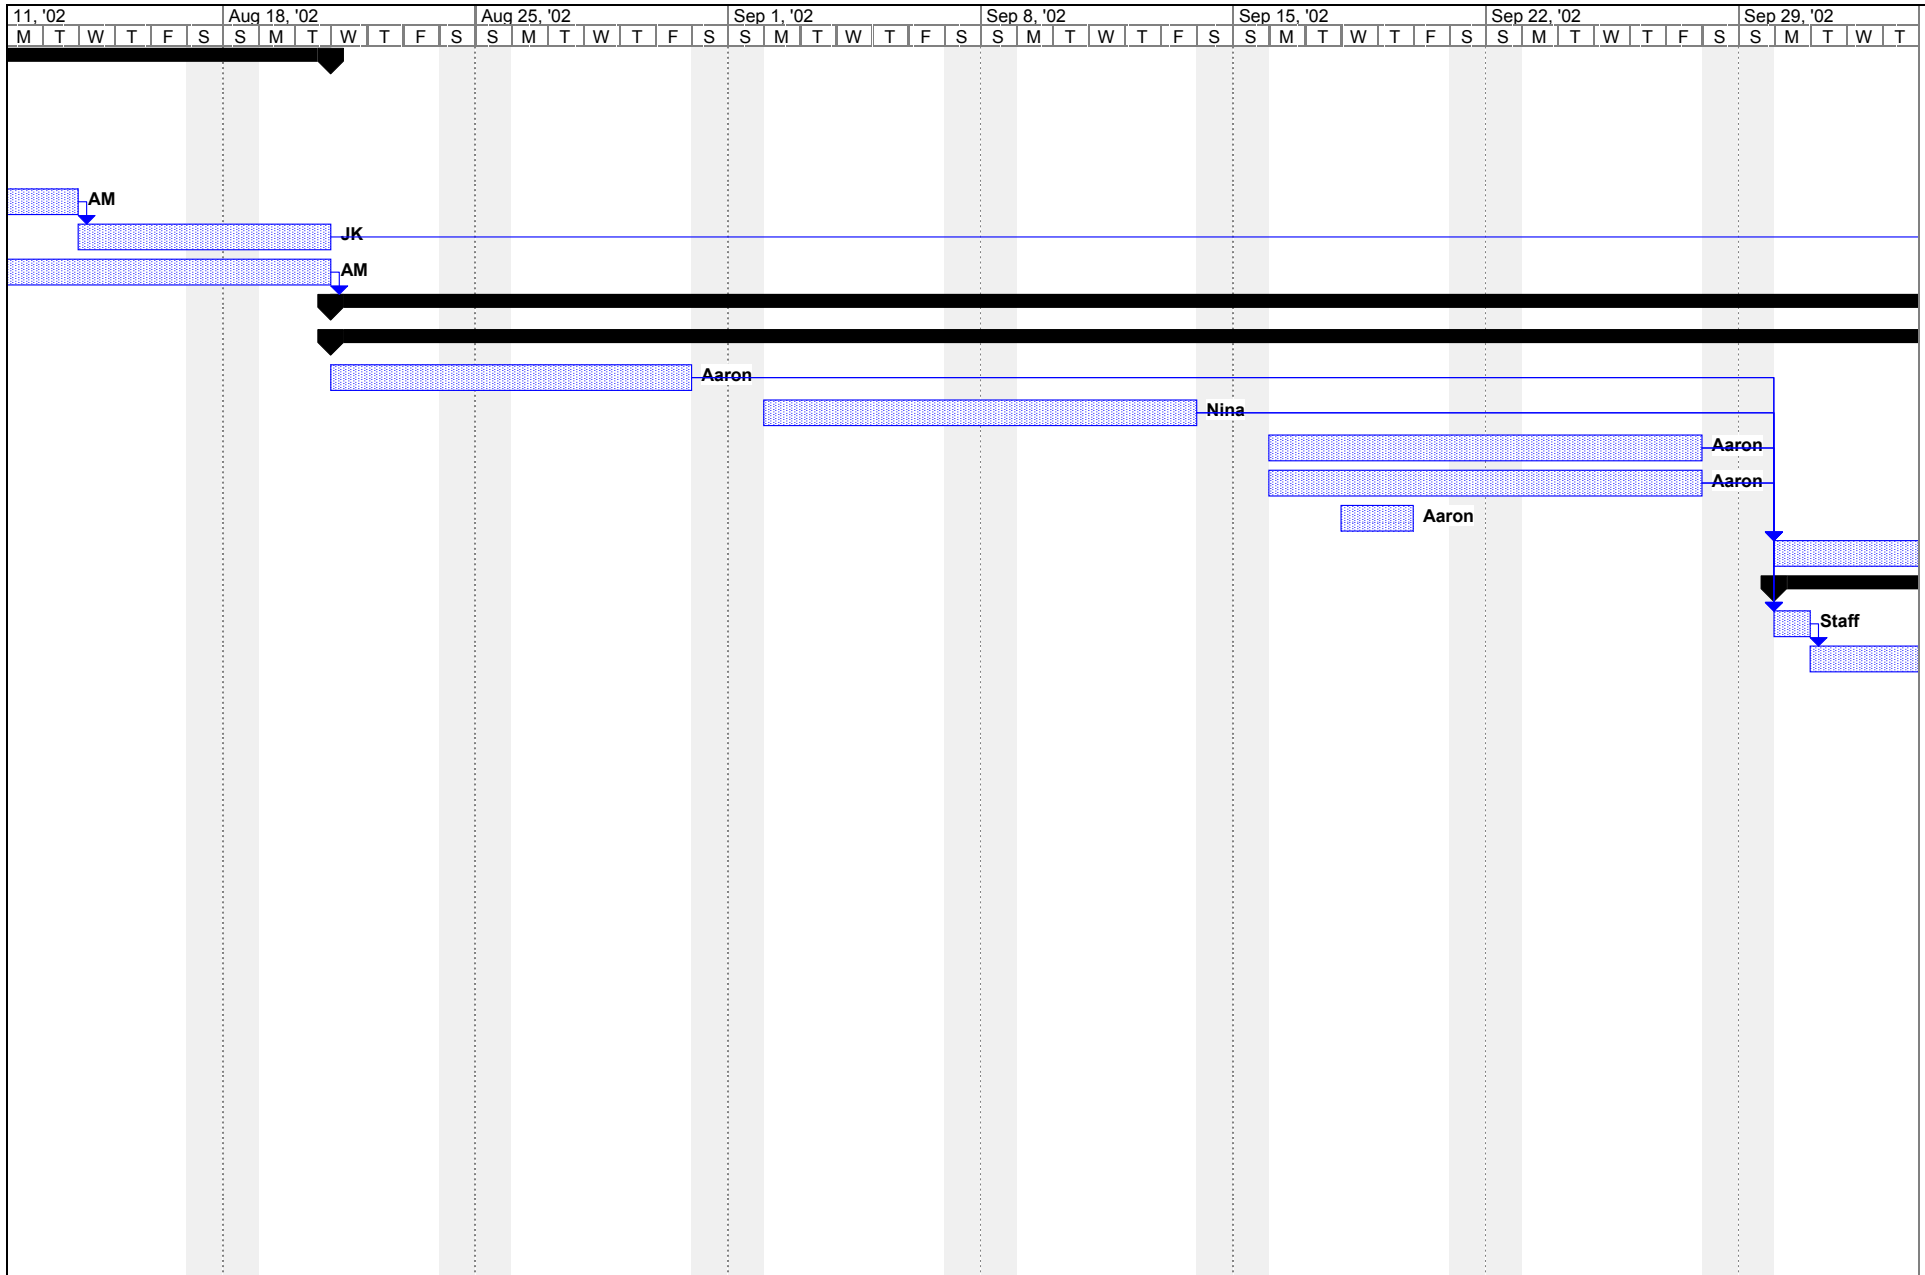 11, '02 Aug 18, '02 Aug 25, '02 Sep 1, '02 Sep 8, '02 Sep 15, '02 Sep 22, '02 Sep 29, '02
M T W T F S S M T W T F S S M T W T F S S M T W T F S S M T W T F S S M T W T F S S M T W T F S S M T W T
AM
JK
AM
Aaron
Nina
Aaron
Aaron
Aaron
Staff